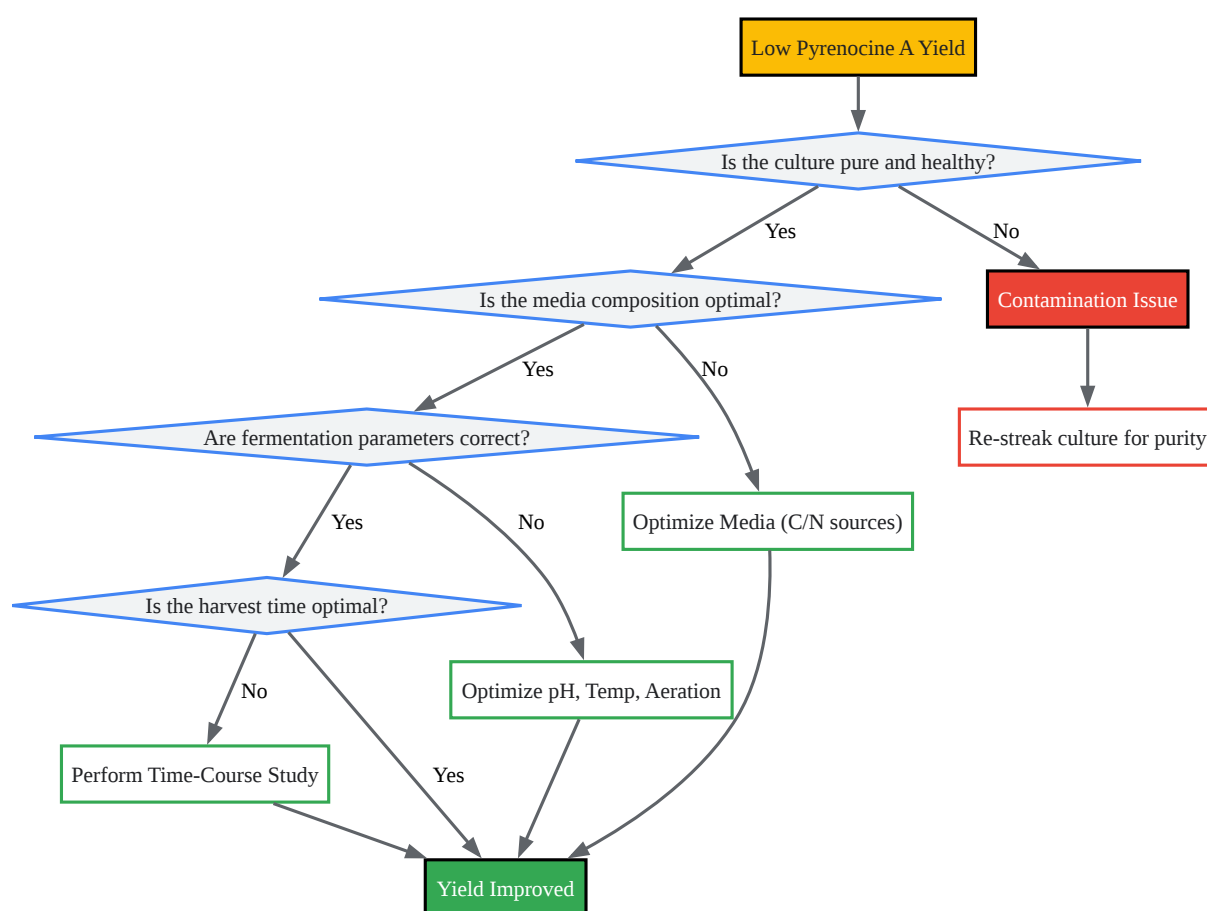 Low Pyrenocine A Yield
Is the culture pure and healthy?
Yes
No
Is the media composition optimal?
Contamination Issue
Yes
No
Are fermentation parameters correct?
Re-streak culture for purity
Yes
No
Optimize Media (C/N sources)
Is the harvest time optimal?
No
Optimize pH, Temp, Aeration
Perform Time-Course Study
Yes
Yield Improved